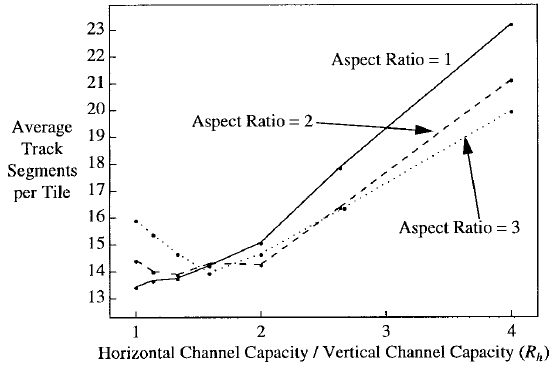 23
22
21
20
19
18
17
16
15
14
13
Average
Track
Segments
per Tile
Aspect Ratio = 1
Aspect Ratio = 2
Aspect Ratio = 3
1
2
3
4
Horizontal Channel Capacity / Vertical Channel Capacity (Rh)